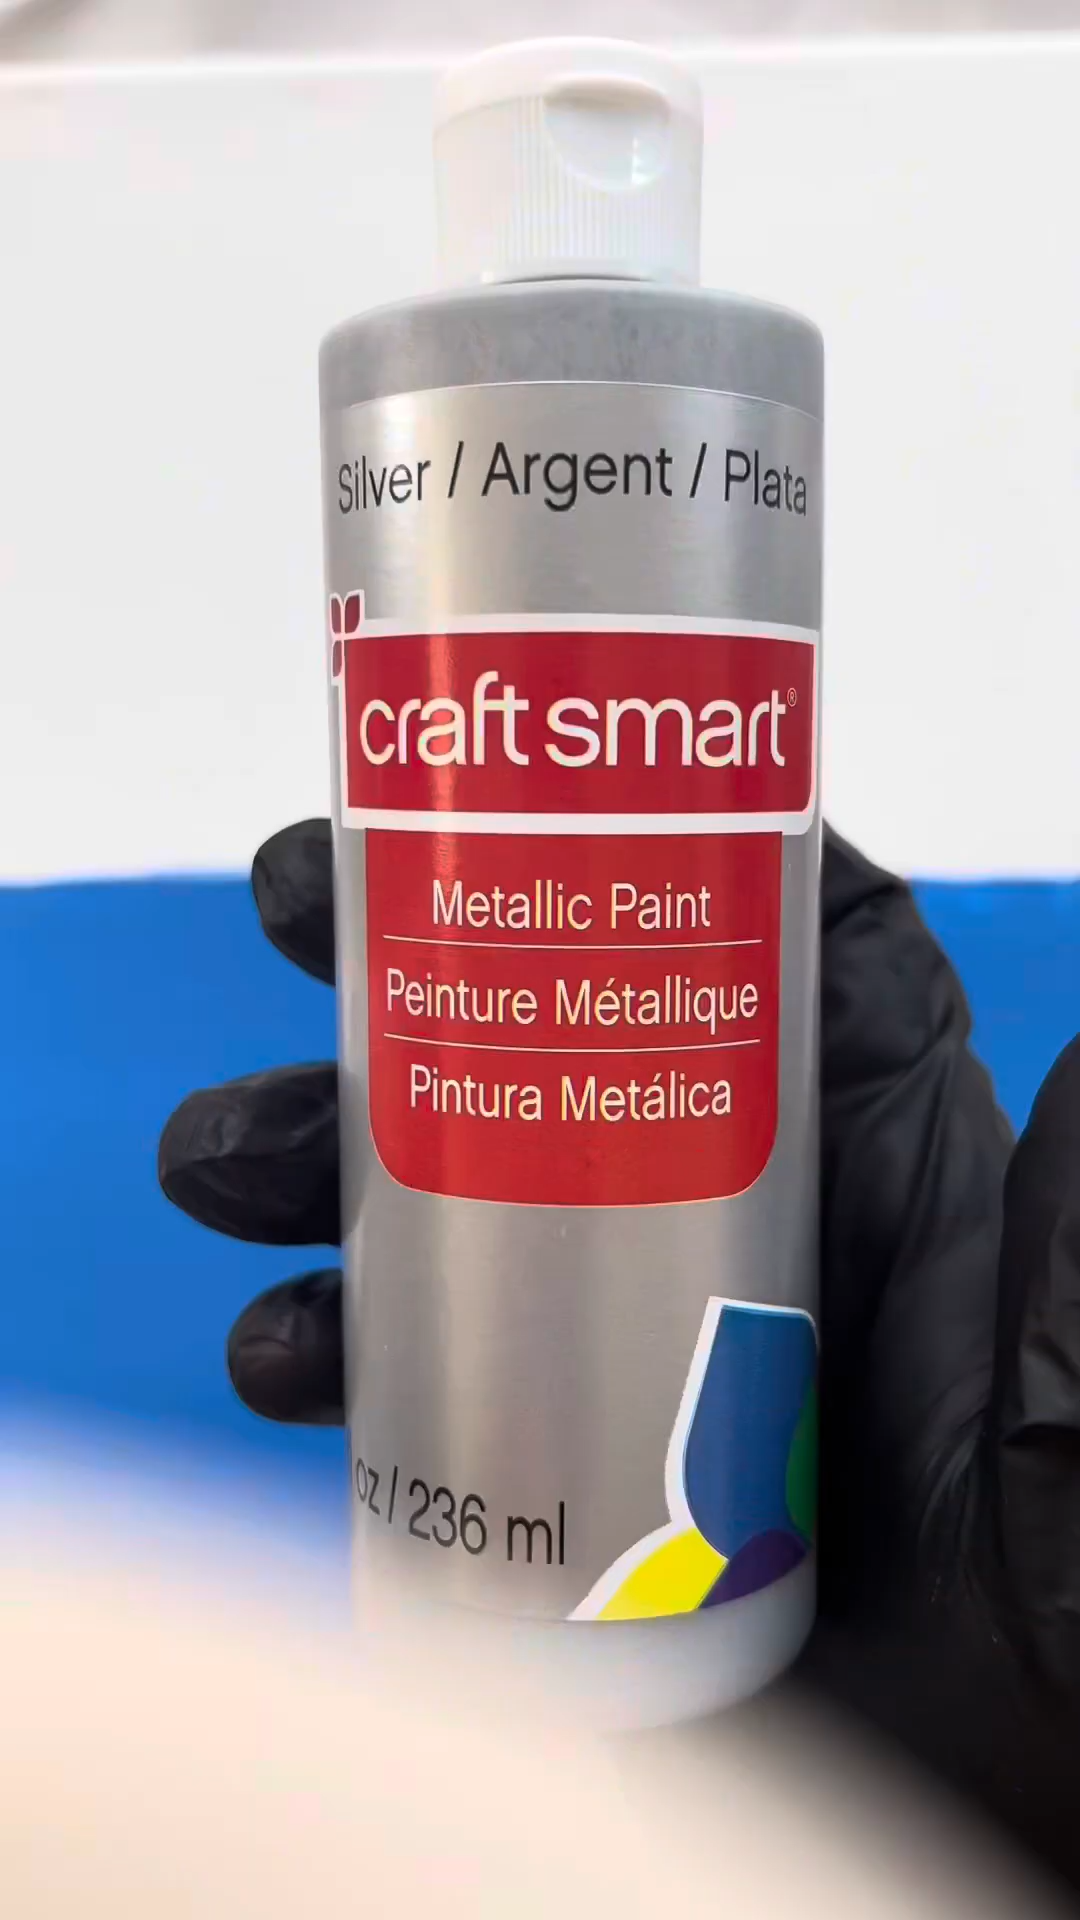 Silver / Argent / Plata
craft smart®
Metallic Paint
Peinture Métallique
Pintura Metálica
oz / 236 ml